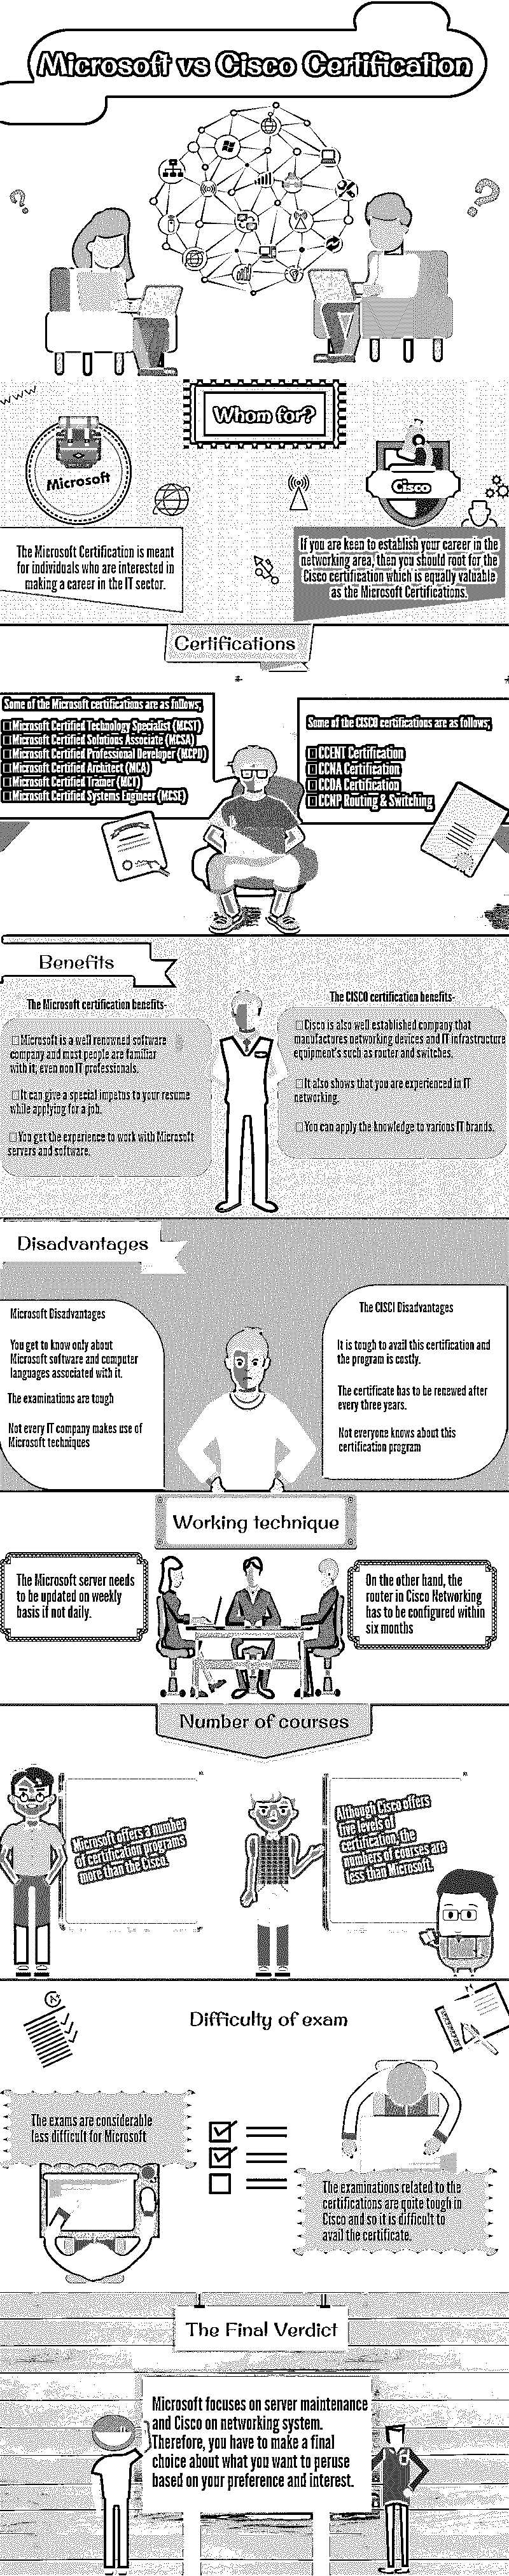 Microsoft vs Cisco Certification
Whom for?
Microsoft
Cisco
The Microsoft Certification is meant
for individuals who are interested in
making a career in the IT sector.
If you are keen to establish your career in the
networking area, then you should root for the
Cisco certification which is equally valuable
as the Microsoft Certifications.
Certifications
Some of the Microsoft certifications are as follows;
Microsoft Certified Technology Specialist (MCST)
Microsoft Certified Solutions Associate (MCSA)
Microsoft Certified Professional Developer (MCPD)
Microsoft Certified Architect (MCA)
Microsoft Certified Trainer (MCT)
Microsoft Certified Systems Engineer (MCSE)
Some of the CISCO certifications are as follows;
CCENT Certification
CCNA Certification
CCDA Certification
CCNP Routing & Switching
Benefits
The Microsoft certification benefits-
Microsoft is a well renowned software
company and most people are familiar
with it, even non IT professionals.
It can give a special impetus to your resume
while applying for a job.
You get the experience to work with Microsoft
servers and software.
The CISCO certification benefits-
Cisco is also well established company that
manufactures networking devices and IT infrastructure
equipment's such as router and switches.
It also shows that you are experienced in IT
networking.
You can apply the knowledge to various IT brands.
Disadvantages
Microsoft Disadvantages
You get to know only about
Microsoft software and computer
languages associated with it.
The examinations are tough
Not every IT company makes use of
Microsoft techniques
The CISCI Disadvantages
It is tough to avail this certification and
the program is costly.
The certificate has to be renewed after
every three years.
Not everyone knows about this
certification program
Working technique
The Microsoft server needs
to be updated on weekly
basis if not daily.
On the other hand, the
router in Cisco Networking
has to be configured within
six months
Number of courses
Microsoft offers a number
of certification programs
more than the Cisco.
Although Cisco offers
five levels of
certification, the
numbers of courses are
less than Microsoft.
Difficulty of exam
The exams are considerable
less difficult for Microsoft
The examinations related to the
certifications are quite tough in
Cisco and so it is difficult to
avail the certificate.
The Final Verdict
Microsoft focuses on server maintenance
and Cisco on networking system.
Therefore, you have to make a final
choice about what you want to peruse
based on your preference and interest.